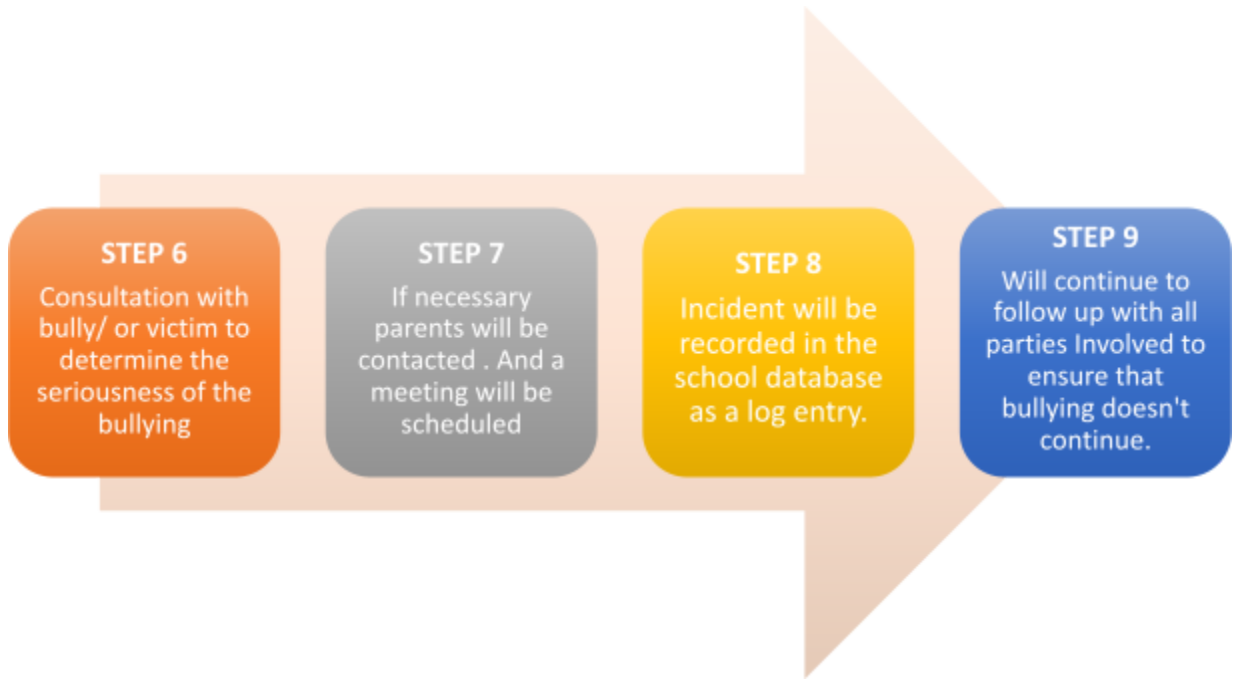 STEP 6
Consultation with
bully/ or victim to
determine the
seriousness of the
bullying
STEP 7
If necessary
parents will be
contacted . And a
meeting will be
scheduled
STEP 8
Incident will be
recorded in the
school database
as a log entry.
STEP 9
Will continue to
follow up with all
parties Involved to
ensure that
bullying doesn't
continue.